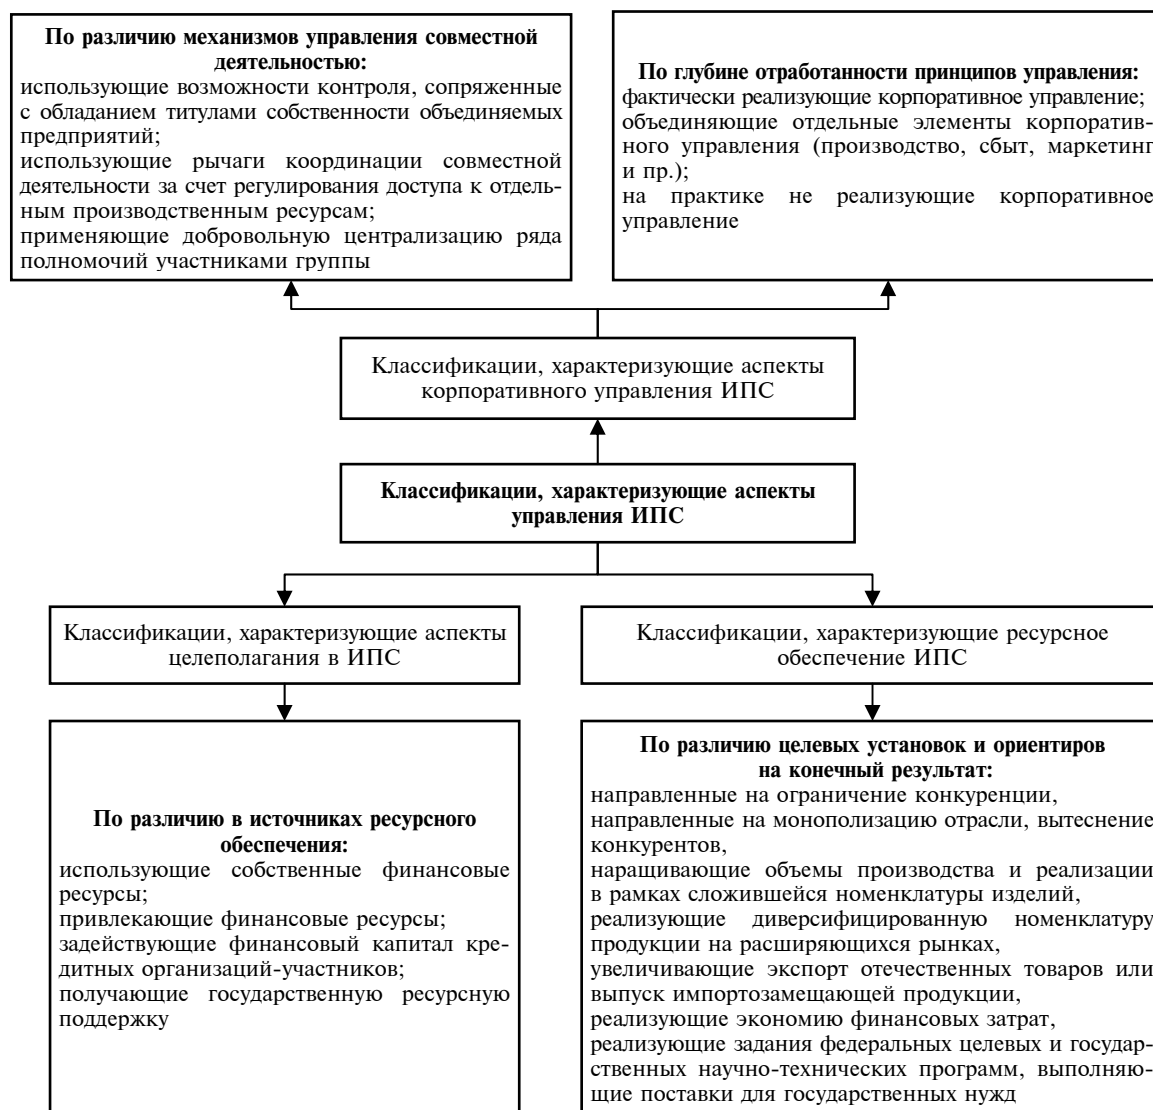 По различию механизмов управления совместной
деятельностью:
использующие возможности контроля, сопряженные
с обладанием титулами собственности объединяемых
предприятий;
использующие рычаги координации совместной
деятельности за счет регулирования доступа к отдель-
ным производственным ресурсам;
применяющие добровольную централизацию ряда
полномочий участниками группы
По глубине отработанности принципов управления:
фактически реализующие корпоративное управление;
объединяющие отдельные элементы корпоратив-
ного управления (производство, сбыт, маркетинг
и пр.);
на практике не реализующие корпоративное
управление
Классификации, характеризующие аспекты
корпоративного управления ИПС
Классификации, характеризующие аспекты
управления ИПС
Классификации, характеризующие аспекты
целеполагания в ИПС
Классификации, характеризующие ресурсное
обеспечение ИПС
По различию в источниках ресурсного
обеспечения:
использующие собственные финансовые
ресурсы;
привлекающие финансовые ресурсы;
задействующие финансовый капитал кре-
дитных организаций-участников;
получающие государственную ресурсную
поддержку
По различию целевых установок и ориентиров
на конечный результат:
направленные на ограничение конкуренции,
направленные на монополизацию отрасли, вытеснение
конкурентов,
наращивающие объемы производства и реализации
в рамках сложившейся номенклатуры изделий,
реализующие диверсифицированную номенклатуру
продукции на расширяющихся рынках,
увеличивающие экспорт отечественных товаров или
выпуск импортозамещающей продукции,
реализующие экономию финансовых затрат,
реализующие задания федеральных целевых и государ-
ственных научно-технических программ, выполняю-
щие поставки для государственных нужд